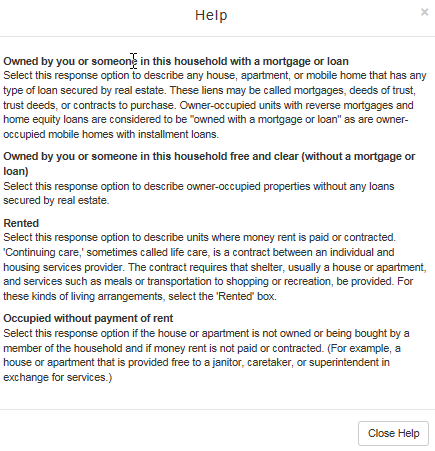 Help
×
Owned by you or someone in this household with a mortgage or loan
Select this response option to describe any house, apartment, or mobile home that has any
type of loan secured by real estate. These liens may be called mortgages, deeds of trust,
trust deeds, or contracts to purchase. Owner-occupied units with reverse mortgages and
home equity loans are considered to be "owned with a mortgage or loan" as are owner-
occupied mobile homes with installment loans.
Owned by you or someone in this household free and clear (without a mortgage or
loan)
Select this response option to describe owner-occupied properties without any loans
secured by real estate.
Rented
Select this response option to describe units where money rent is paid or contracted.
'Continuing care,' sometimes called life care, is a contract between an individual and
housing services provider. The contract requires that shelter, usually a house or apartment,
and services such as meals or transportation to shopping or recreation, be provided. For
these kinds of living arrangements, select the 'Rented' box.
Occupied without payment of rent
Select this response option if the house or apartment is not owned or being bought by a
member of the household and if money rent is not paid or contracted. (For example, a
house or apartment that is provided free to a janitor, caretaker, or superintendent in
exchange for services.)
Close Help